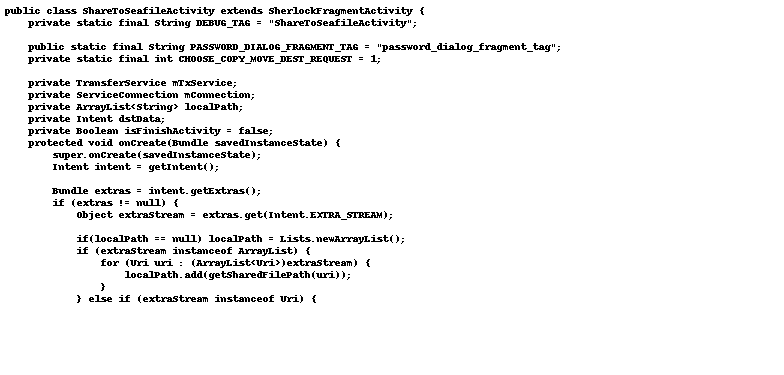 public class ShareToSeafileActivity extends SherlockFragmentActivity {
    private static final String DEBUG_TAG = "ShareToSeafileActivity";

    public static final String PASSWORD_DIALOG_FRAGMENT_TAG = "password_dialog_fragment_tag";
    private static final int CHOOSE_COPY_MOVE_DEST_REQUEST = 1;

    private TransferService mTxService;
    private ServiceConnection mConnection;
    private ArrayList<String> localPath;
    private Intent dstData;
    private Boolean isFinishActivity = false;
    protected void onCreate(Bundle savedInstanceState) {
        super.onCreate(savedInstanceState);
        Intent intent = getIntent();

        Bundle extras = intent.getExtras();
        if (extras != null) {
            Object extraStream = extras.get(Intent.EXTRA_STREAM);

            if(localPath == null) localPath = Lists.newArrayList();
            if (extraStream instanceof ArrayList) {
                for (Uri uri : (ArrayList<Uri>)extraStream) {
                    localPath.add(getSharedFilePath(uri));
                }
            } else if (extraStream instanceof Uri) {